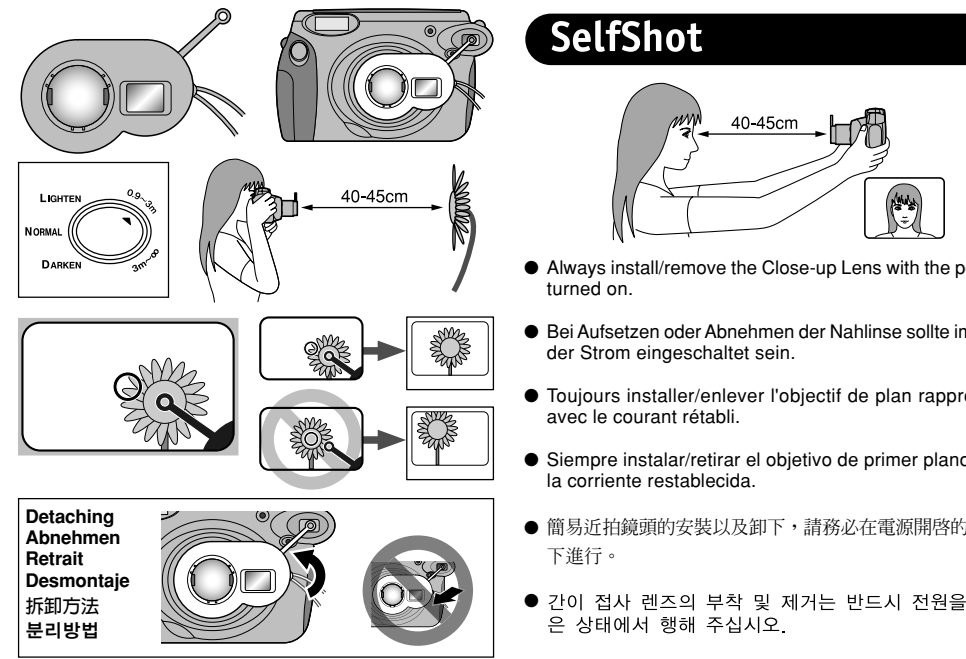 LIGHTEN
0.9~3m
NORMAL
DARKEN
3m~∞
40-45cm
Detaching
Abnehmen
Retrait
Desmontaje
拆卸方法
분리방법
SelfShot
40-45cm
● Always install/remove the Close-up Lens with the
turned on.
● Bei Aufsetzen oder Abnehmen der Nahlinse sollte
der Strom eingeschaltet sein.
● Toujours installer/enlever l'objectif de plan
avec le courant rétabli.
● Siempre instalar/retirar el objetivo de primer
la corriente restablecida.
● 簡易近拍鏡頭的安裝以及卸下，請務必在電源開啓的
下進行。
● 간이 접사 렌즈의 부착 및 제거는 반드시 전원을
은 상태에서 행해 주십시오.